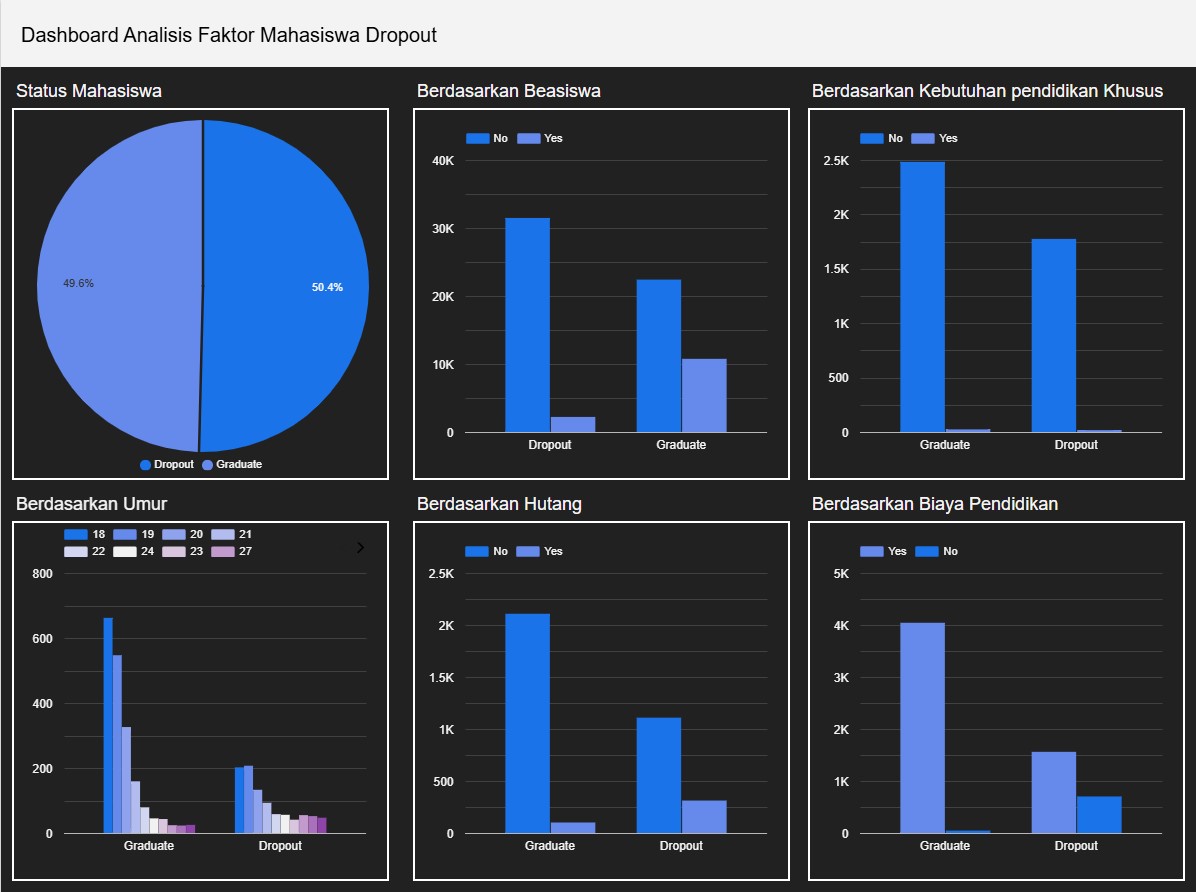 Dashboard Analisis Faktor Mahasiswa Dropout
Status Mahasiswa
49.6%
50.4%
Dropout Graduate
Berdasarkan Beasiswa
No Yes
40K
30K
20K
10K
0
Dropout Graduate
Berdasarkan Kebutuhan pendidikan Khusus
No Yes
2.5K
2K
1.5K
1K
500
0
Graduate Dropout
Berdasarkan Umur
18 19 20 21
22 24 23 27
800
600
400
200
0
Graduate Dropout
Berdasarkan Hutang
No Yes
2.5K
2K
1.5K
1K
500
0
Graduate Dropout
Berdasarkan Biaya Pendidikan
Yes No
5K
4K
3K
2K
1K
0
Graduate Dropout